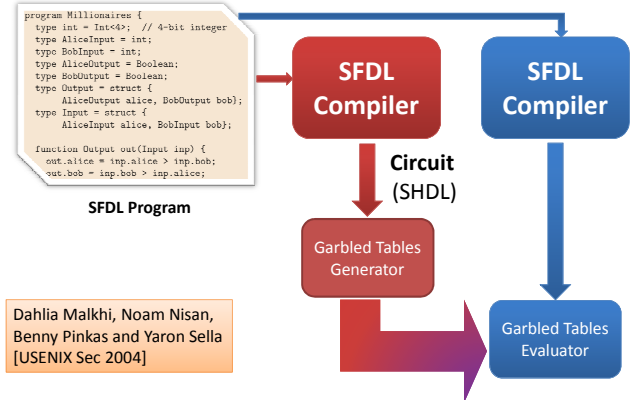 program Millionaires {
type int = Int<4>; // 4-bit integer
type AliceInput = int;
type BobInput = int;
type AliceOutput = Boolean;
type BobOutput = Boolean;
type Output = struct {
AliceOutput alice, BobOutput bob};
type Input = struct {
AliceInput alice, BobInput bob};
function Output out(Input inp) {
out.alice = inp.alice > inp.bob;
out.bob = inp.bob > inp.alice;
SFDL Program
SFDL
Compiler
SFDL
Compiler
Circuit
(SHDL)
Garbled Tables
Generator
Dahlia Malkhi, Noam Nisan,
Benny Pinkas and Yaron Sella
[USENIX Sec 2004]
Garbled Tables
Evaluator